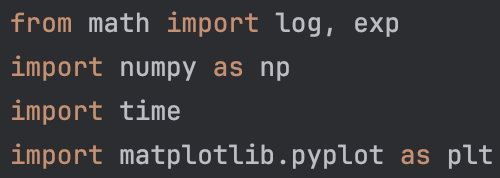 from math import log, exp
import numpy as np
import time
import matplotlib.pyplot as plt